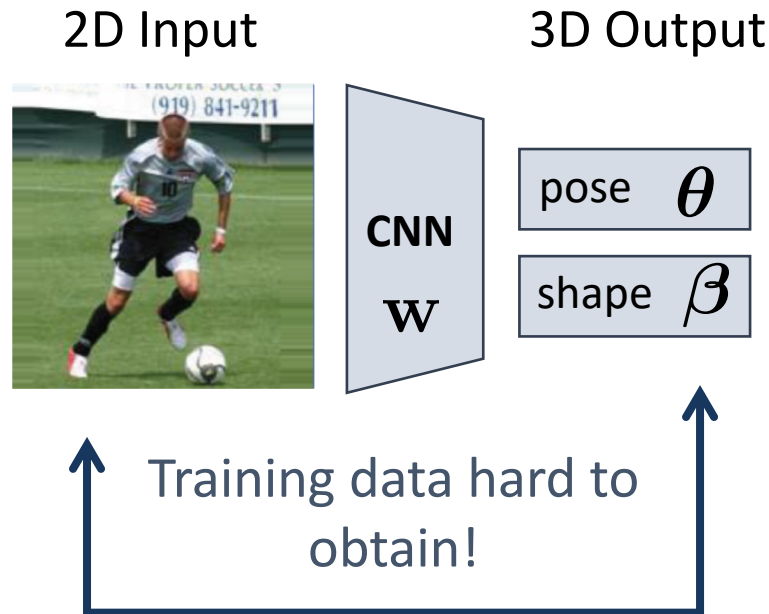 2D Input
3D Output
(919) 841-9211
10
CNN
w
pose θ
shape β
Training data hard to
obtain!